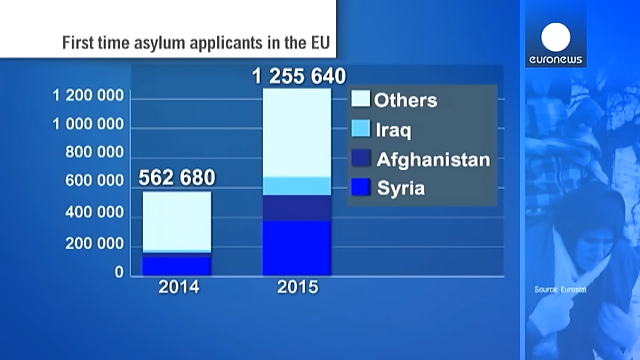 First time asylum applicants in the EU
euronews
1 255 640
1 200 000
1 000 000
800 000
600 000
400 000
200 000
0
562 680
Others
Iraq
Afghanistan
Syria
2014
2015
Source: Eurostat